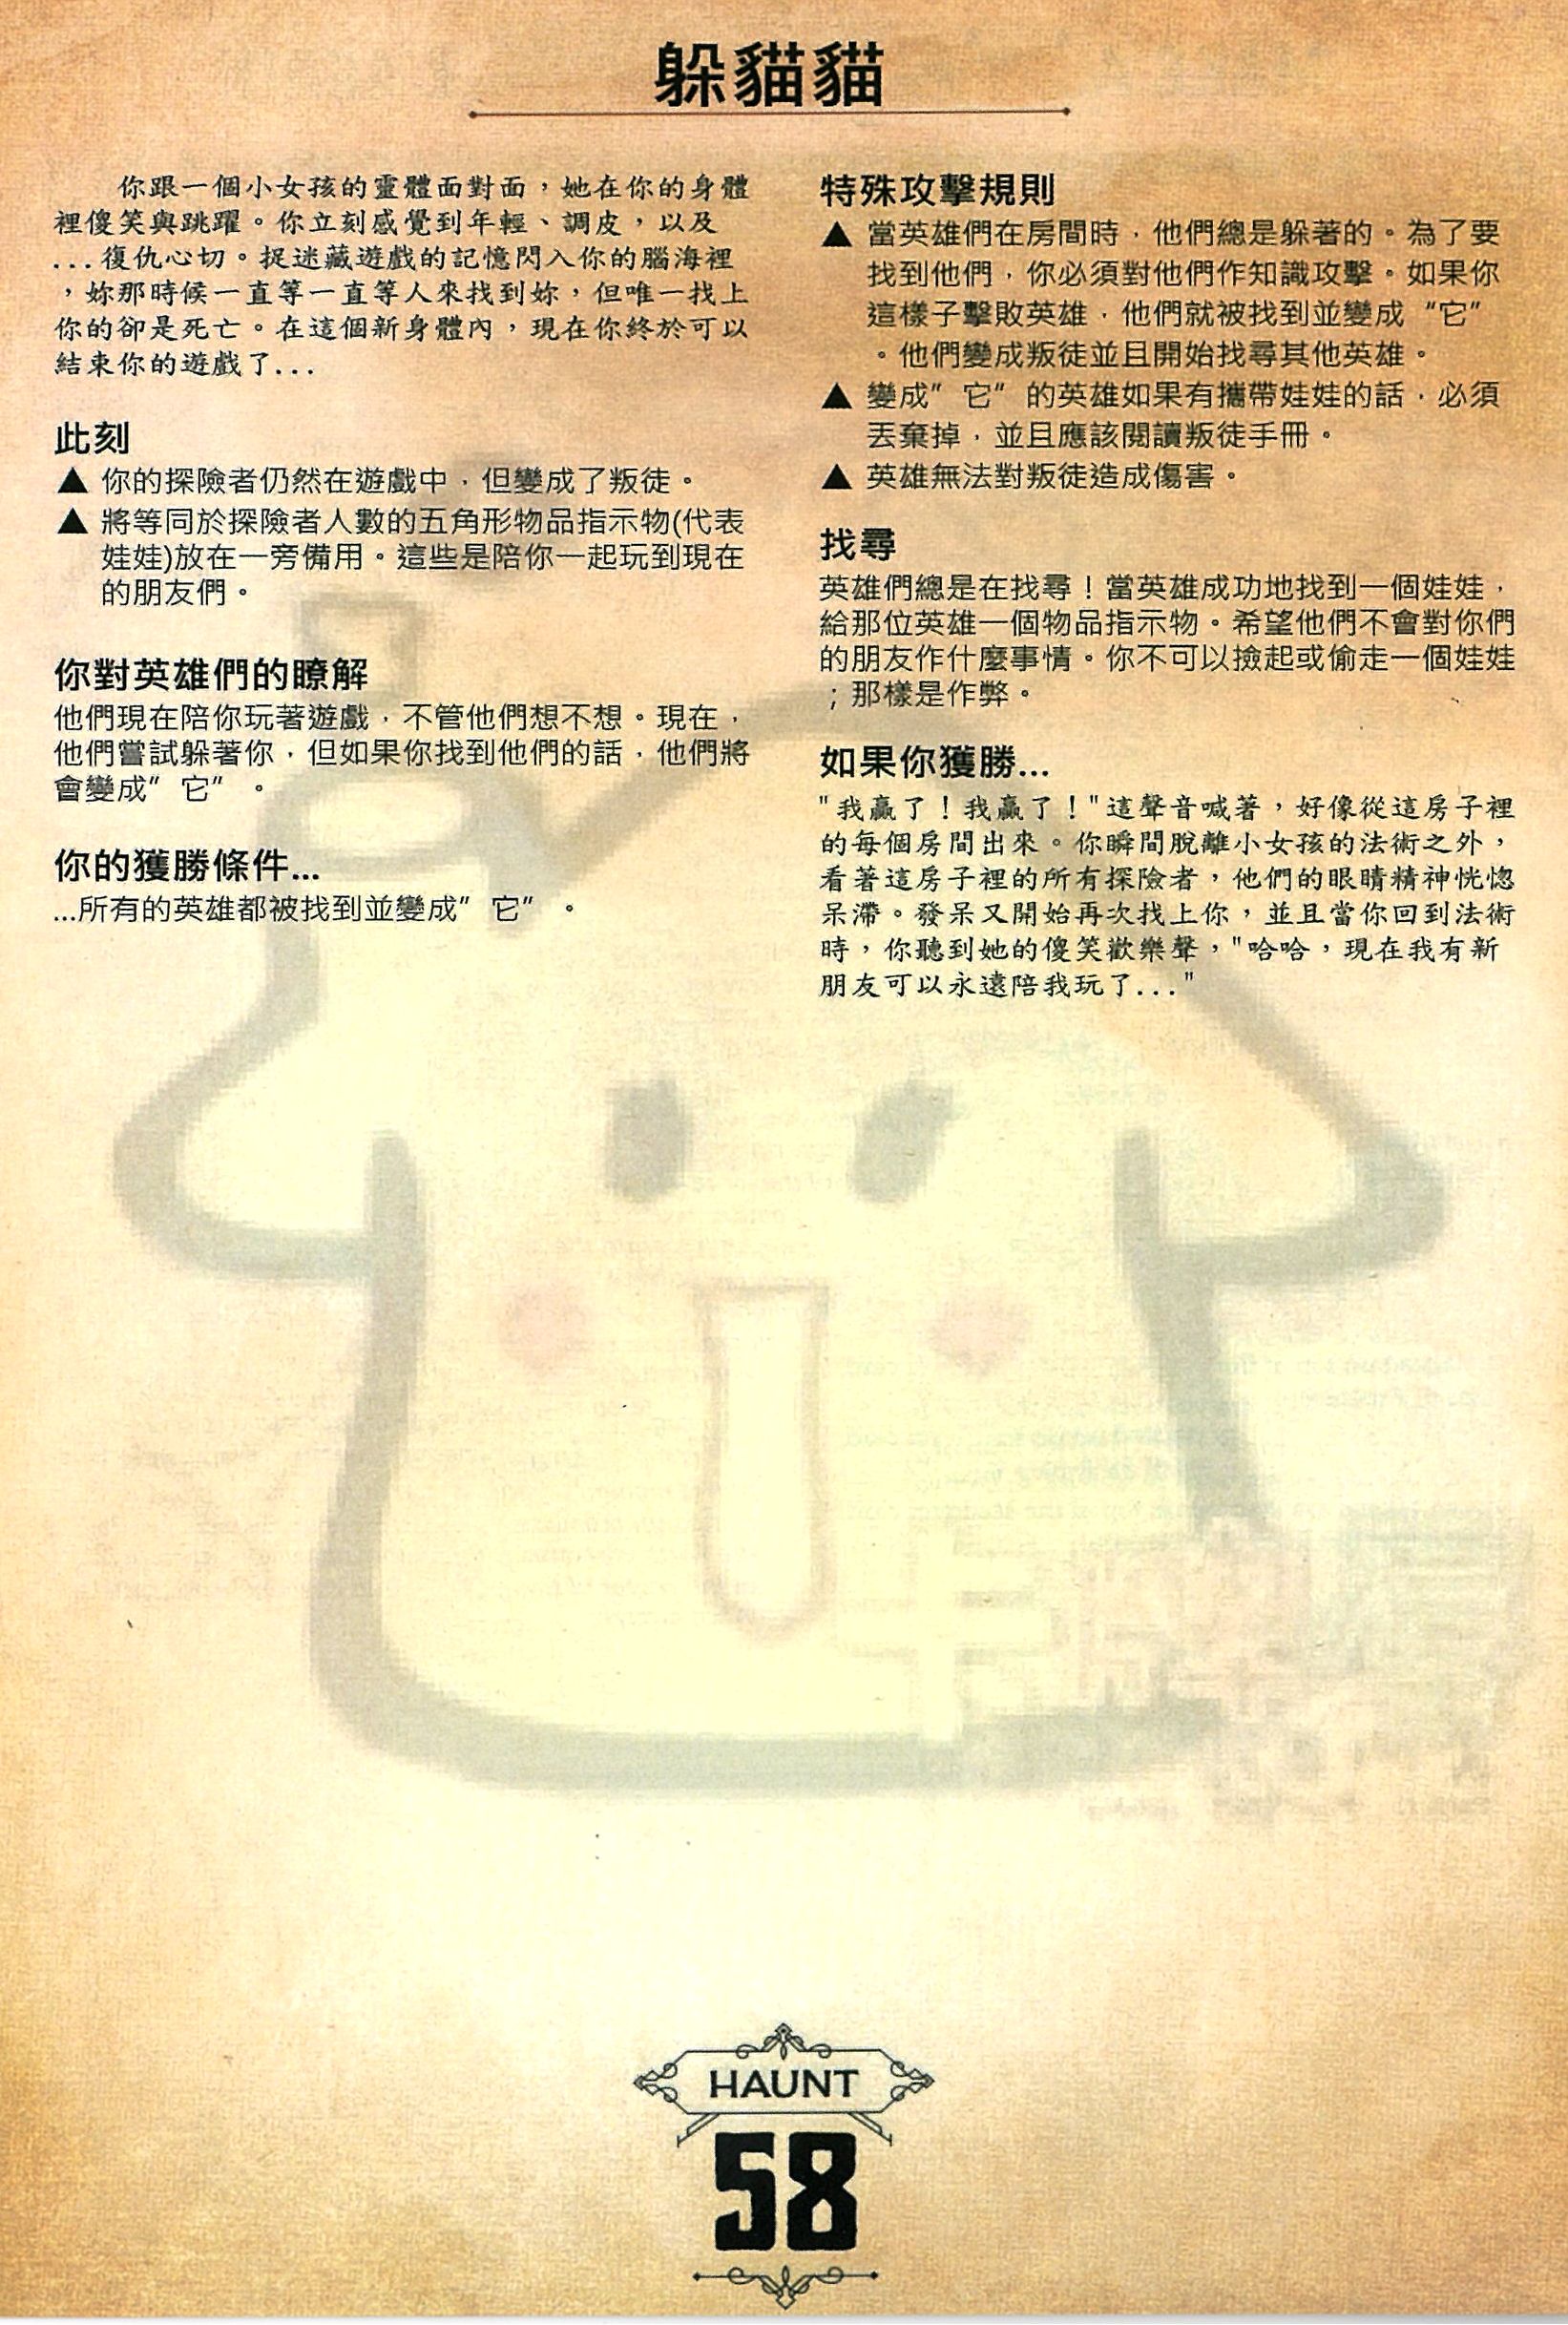 躲貓貓
你跟一個小女孩的靈體面對面，她在你的身體
裡傻笑與跳躍。你立刻感覺到年輕、調皮，以及
...復仇心切。捉迷藏遊戲的記憶閃入你的腦海裡
，妳那時候一直等一直等人來找到妳，但唯一找上
你的卻是死亡。在這個新身體內，現在你終於可以
結束你的遊戲了...
此刻
▲ 你的探險者仍然在遊戲中，但變成了叛徒。
▲ 將等同於探險者人數的五角形物品指示物(代表
娃娃)放在一旁備用。這些是陪你一起玩到現在
的朋友們。
你對英雄們的瞭解
他們現在陪你玩著遊戲，不管他們想不想。現在，
他們嘗試躲著你，但如果你找到他們的話，他們將
會變成”它”。
你的獲勝條件...
...所有的英雄都被找到並變成”它”。
特殊攻擊規則
▲ 當英雄們在房間時，他們總是躲著的。為了要
找到他們，你必須對他們作知識攻擊。如果你
這樣子擊敗英雄，他們就被找到並變成“它”
。他們變成叛徒並且開始找尋其他英雄。
▲ 變成”它”的英雄如果有攜帶娃娃的話，必須
丟棄掉，並且應該閱讀叛徒手冊。
▲ 英雄無法對叛徒造成傷害。
找尋
英雄們總是在找尋！當英雄成功地找到一個娃娃，
給那位英雄一個物品指示物。希望他們不會對你們
的朋友作什麼事情。你不可以撿起或偷走一個娃娃
；那樣是作弊。
如果你獲勝...
"我贏了！我贏了！"這聲音喊著，好像從這房子裡
的每個房間出來。你瞬間脫離小女孩的法術之外，
看著這房子裡的所有探險者，他們的眼睛精神恍惚
呆滯。發呆又開始再次找上你，並且當你回到法術
時，你聽到她的傻笑歡樂聲，"哈哈，現在我有新
朋友可以永遠陪我玩了..."
HAUNT
58